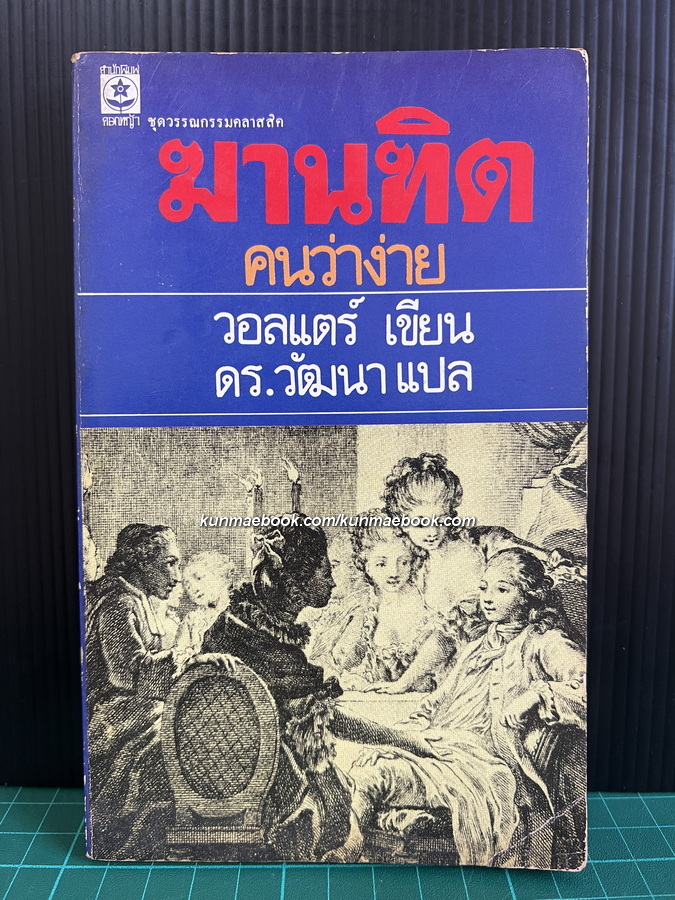 สำนักพิมพ์
ดอกหญ้า
ชุดวรรณกรรมคลาสสิค
ฆานทิต
คนว่าง่าย
วอลแตร์ เขียน
ดร.วัฒนา แปล
kunmaebook.com/kunmaebook.com